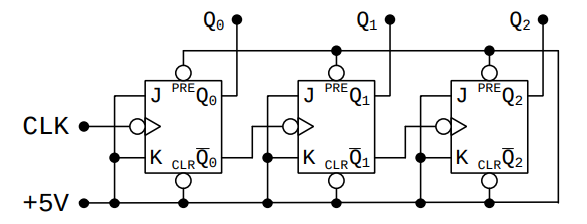 Q₀ Q₁ Q₂
PRE PRE PRE
J Q₀ J Q₁ J Q₂
CLK
K CLR Q̅₀ K CLR Q̅₁ K CLR Q̅₂
+5V